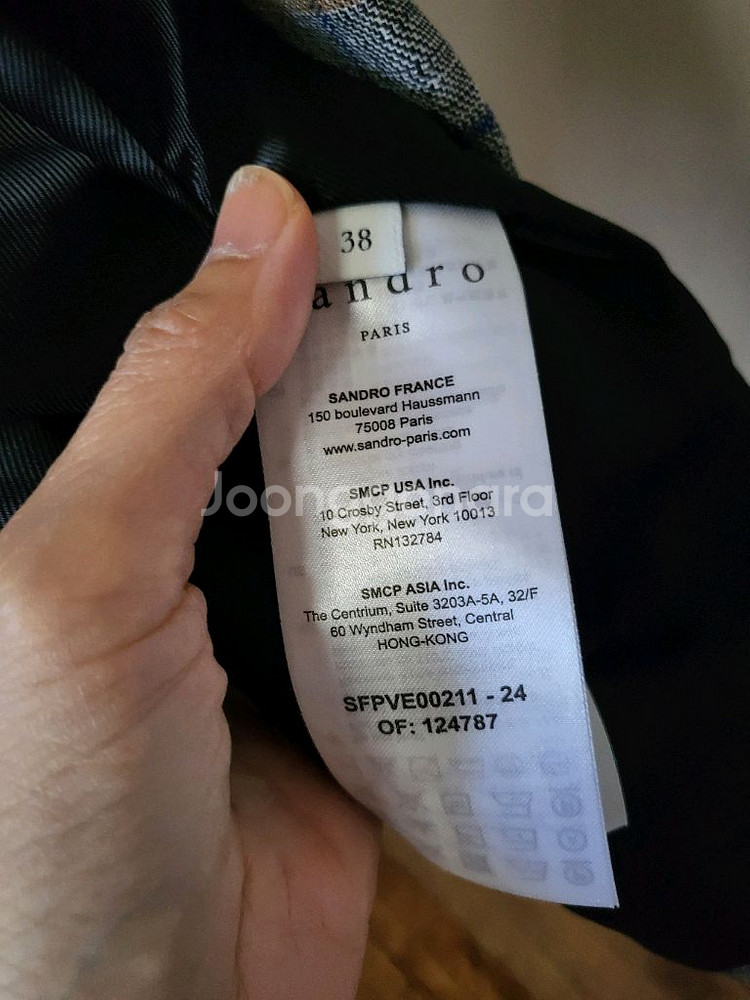 38
andro
PARIS
SANDRO FRANCE
150 boulevard Haussmann
75008 Paris
www.sandro-paris.com
SMCP USA Inc.
10 Crosby Street, 3rd Floor
New York, New York 10013
RN132784
SMCP ASIA Inc.
The Centrium, Suite 3203A-5A, 32/F
60 Wyndham Street, Central
HONG-KONG
SFPVE00211 - 24
OF: 124787